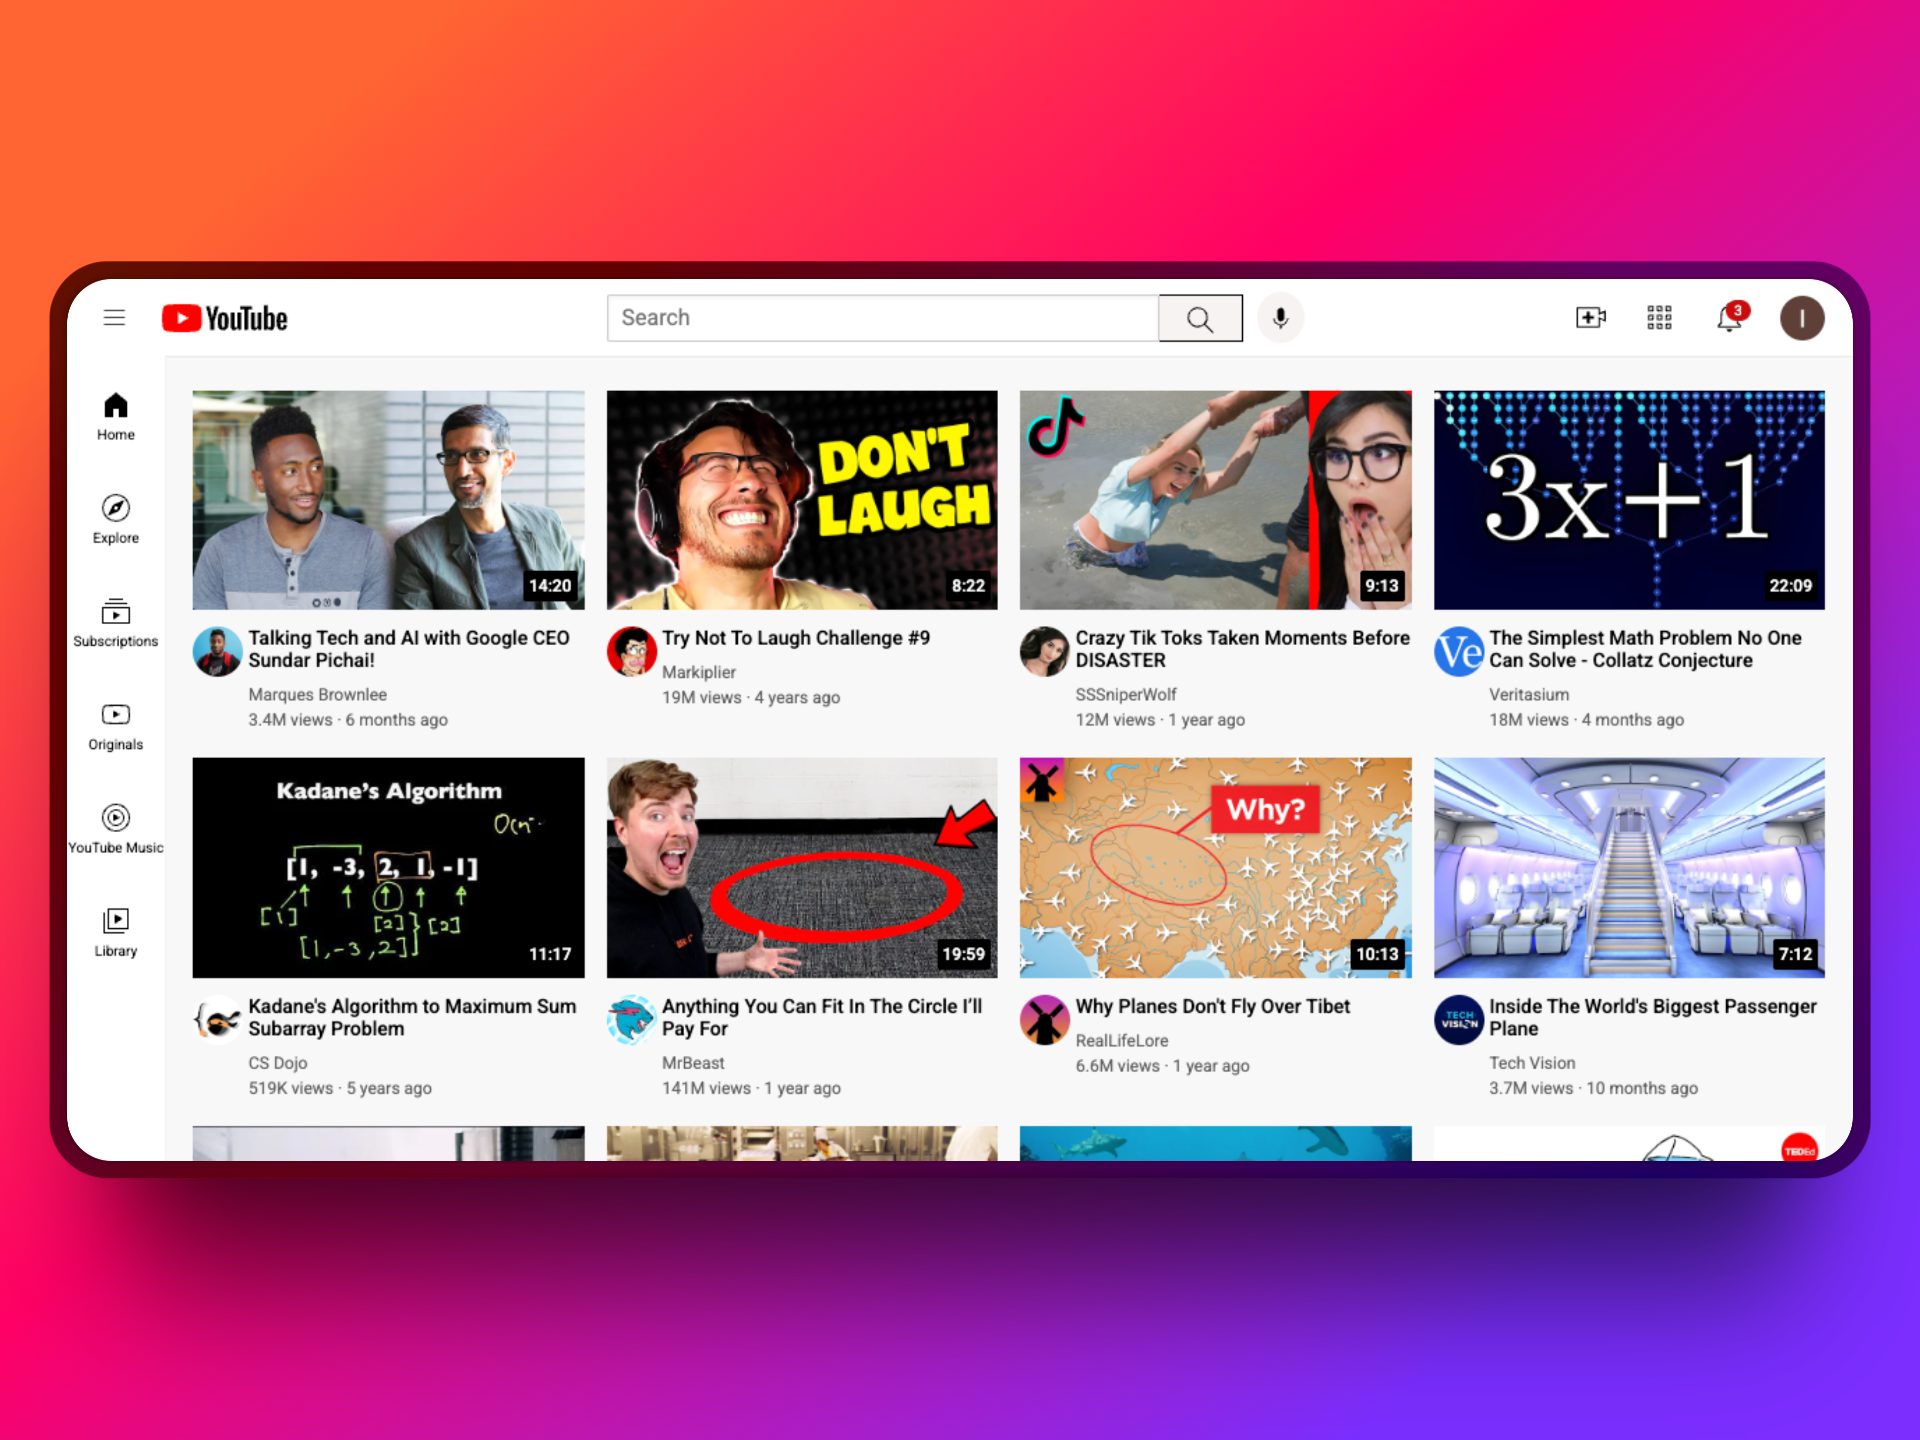 YouTube
Search
3
I
Home
Explore
Subscriptions
Originals
YouTube Music
Library
14:20
Talking Tech and AI with Google CEO
Sundar Pichai!
Marques Brownlee
3.4M views · 6 months ago
DON'T
LAUGH
8:22
Try Not To Laugh Challenge #9
Markiplier
19M views · 4 years ago
9:13
Crazy Tik Toks Taken Moments Before
DISASTER
SSSniperWolf
12M views · 1 year ago
3x+1
22:09
Ve
The Simplest Math Problem No One
Can Solve - Collatz Conjecture
Veritasium
18M views · 4 months ago
Kadane's Algorithm
[1, -3, 2, 1, -1]
[1]
[2]
[2]
[1,-3,2]
11:17
Kadane's Algorithm to Maximum Sum
Subarray Problem
CS Dojo
519K views · 5 years ago
19:59
Anything You Can Fit In The Circle I'll
Pay For
MrBeast
141M views · 1 year ago
Why?
10:13
Why Planes Don't Fly Over Tibet
RealLifeLore
6.6M views · 1 year ago
7:12
TECH
VISION
Inside The World's Biggest Passenger
Plane
Tech Vision
3.7M views · 10 months ago
TEDEd